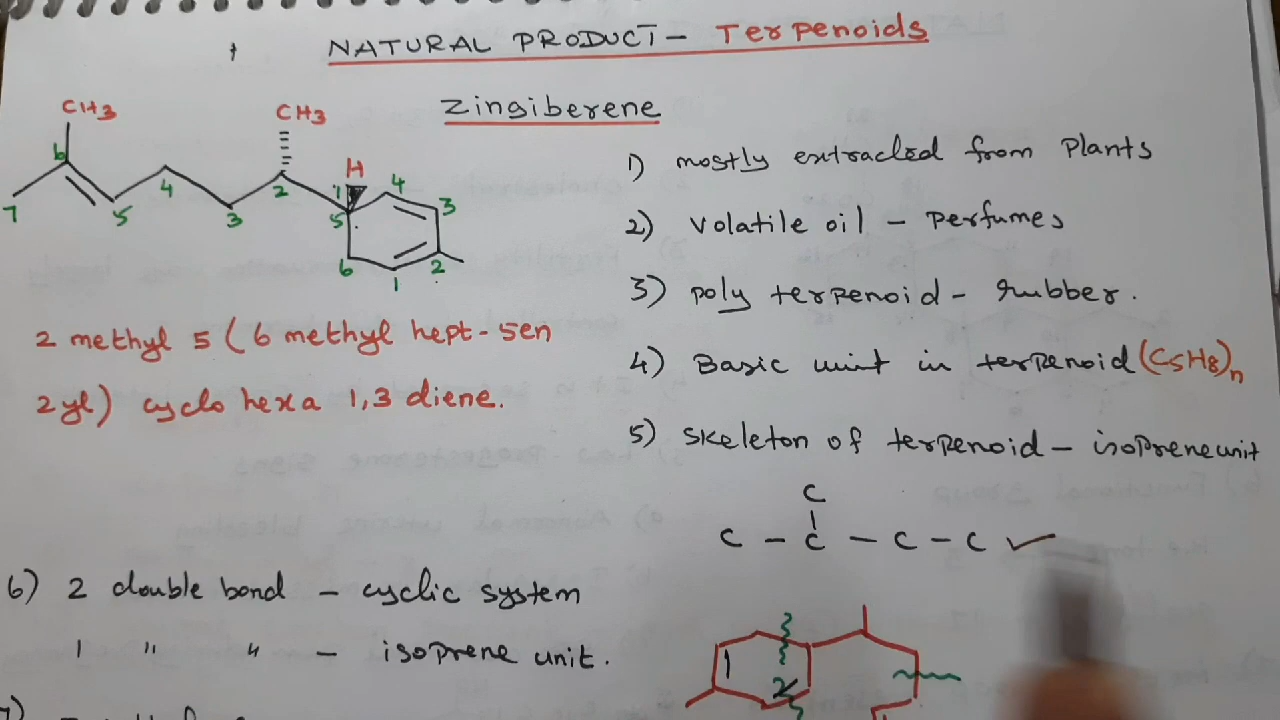 NATURAL PRODUCT - Terpenoids
Zingiberene
CH3
CH3
H
6
4
2
1
4
3
7
5
3
5
6
1
2
1) mostly extracted from Plants
2) Volatile oil - perfumes
3) poly terpenoid - rubber.
4) Basic unit in terpenoid (C5H8)n
5) Skeleton of terpenoid - isoprene unit
C
C - C - C - C
2 methyl 5 (6 methyl hept-5en
2yl) cyclo hexa 1,3 diene.
6) 2 double bond - cyclic system
1 " " - isoprene unit.
1
2
7)